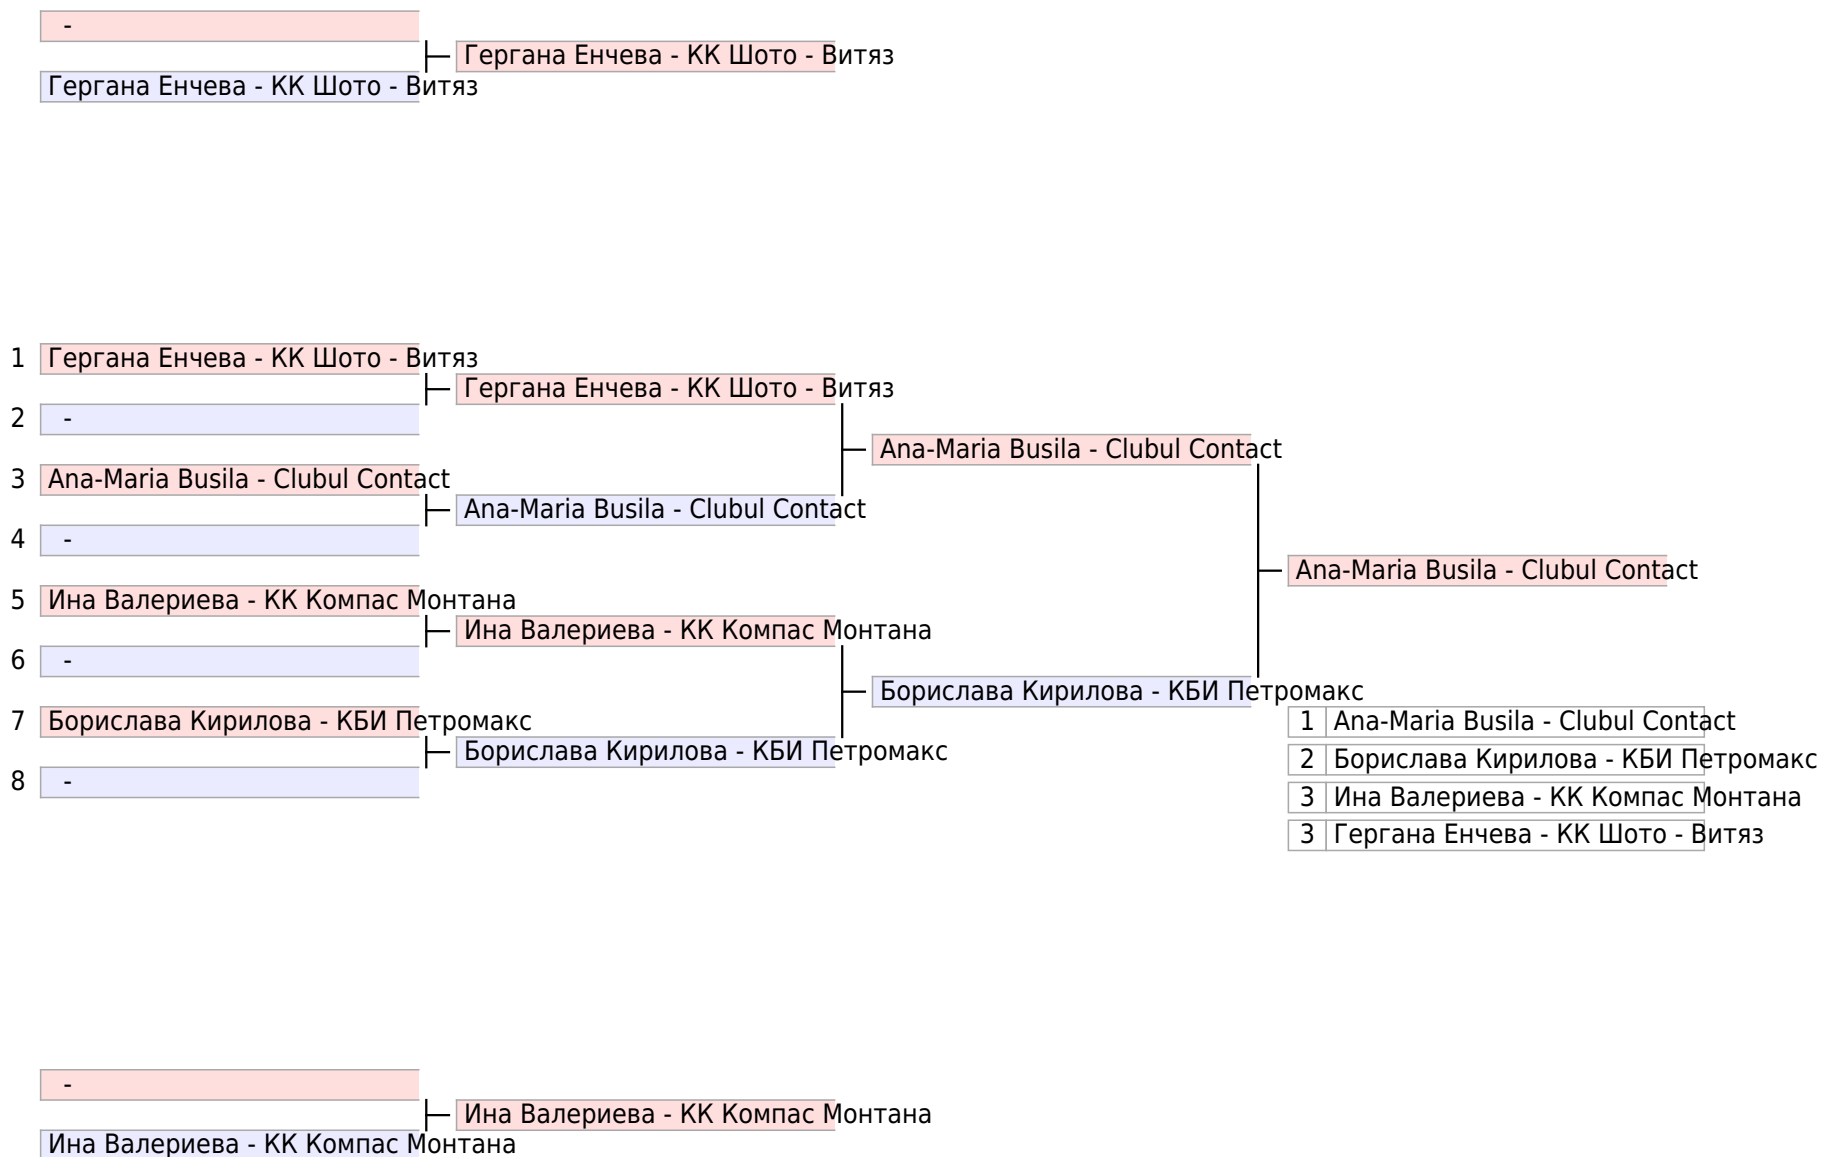 -
Гергана Енчева - КК Шото - Витяз
Гергана Енчева - КК Шото - Витяз
1 Гергана Енчева - КК Шото - Витяз
Гергана Енчева - КК Шото - Витяз
2 -
Ana-Maria Busila - Clubul Contact
3 Ana-Maria Busila - Clubul Contact
Ana-Maria Busila - Clubul Contact
4 -
Ana-Maria Busila - Clubul Contact
5 Ина Валериева - КК Компас Монтана
Ина Валериева - КК Компас Монтана
6 -
Борислава Кирилова - КБИ Петромакс
7 Борислава Кирилова - КБИ Петромакс
1 Ana-Maria Busila - Clubul Contact
Борислава Кирилова - КБИ Петромакс
2 Борислава Кирилова - КБИ Петромакс
8 -
3 Ина Валериева - КК Компас Монтана
3 Гергана Енчева - КК Шото - Витяз
-
Ина Валериева - КК Компас Монтана
Ина Валериева - КК Компас Монтана